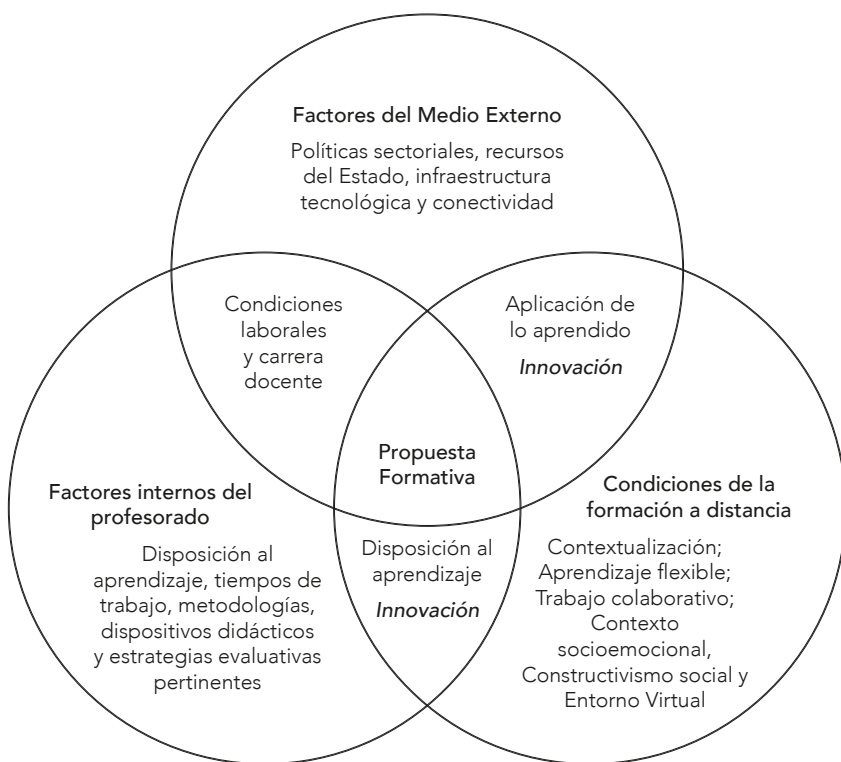 Factores del Medio Externo
Políticas sectoriales, recursos
del Estado, infraestructura
tecnológica y conectividad
Condiciones
laborales
y carrera
docente
Aplicación de
lo aprendido
Innovación
Propuesta
Formativa
Factores internos del
profesorado
Disposición al
aprendizaje, tiempos de
trabajo, metodologías,
dispositivos didácticos
y estrategias evaluativas
pertinentes
Disposición al
aprendizaje
Innovación
Condiciones de la
formación a distancia
Contextualización;
Aprendizaje flexible;
Trabajo colaborativo;
Contexto
socioemocional,
Constructivismo social y
Entorno Virtual